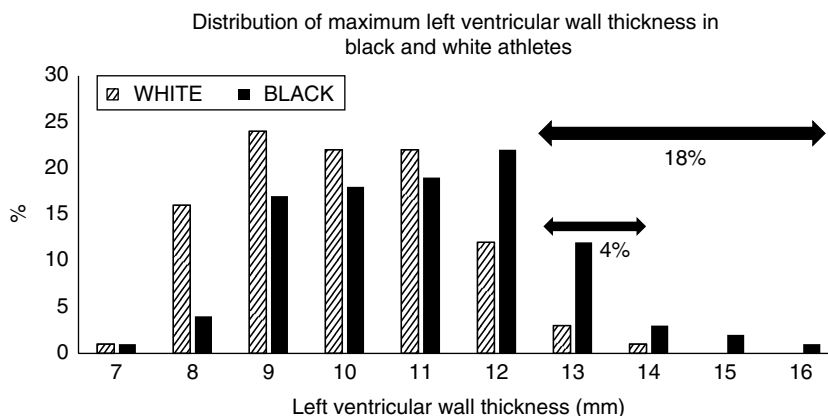 Distribution of maximum left ventricular wall thickness in
black and white athletes
30
25
20
15
10
5
0
%
WHITE BLACK
18%
4%
7 8 9 10 11 12 13 14 15 16
Left ventricular wall thickness (mm)